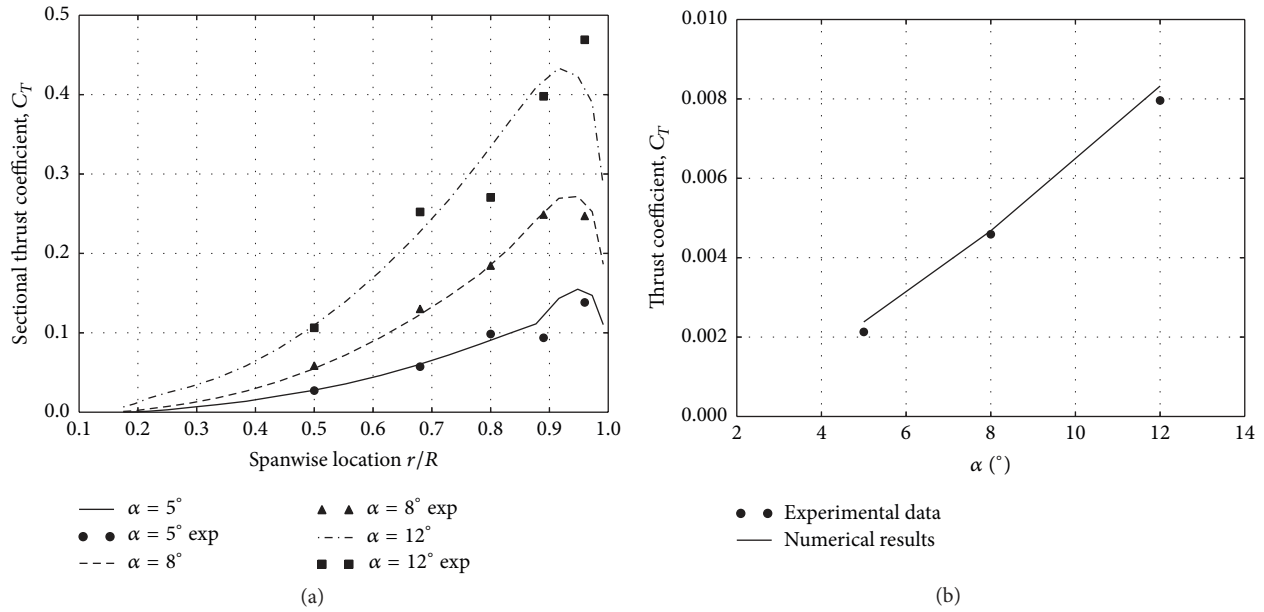 0.5
0.4
0.3
0.2
0.1
0.0
Sectional thrust coefficient, C_T
0.1 0.2 0.3 0.4 0.5 0.6 0.7 0.8 0.9 1.0
Spanwise location r/R
α = 5°
α = 5° exp
α = 8°
α = 8° exp
α = 12°
α = 12° exp
(a)
0.010
0.008
0.006
0.004
0.002
0.000
Thrust coefficient, C_T
2 4 6 8 10 12 14
α (°)
Experimental data
Numerical results
(b)